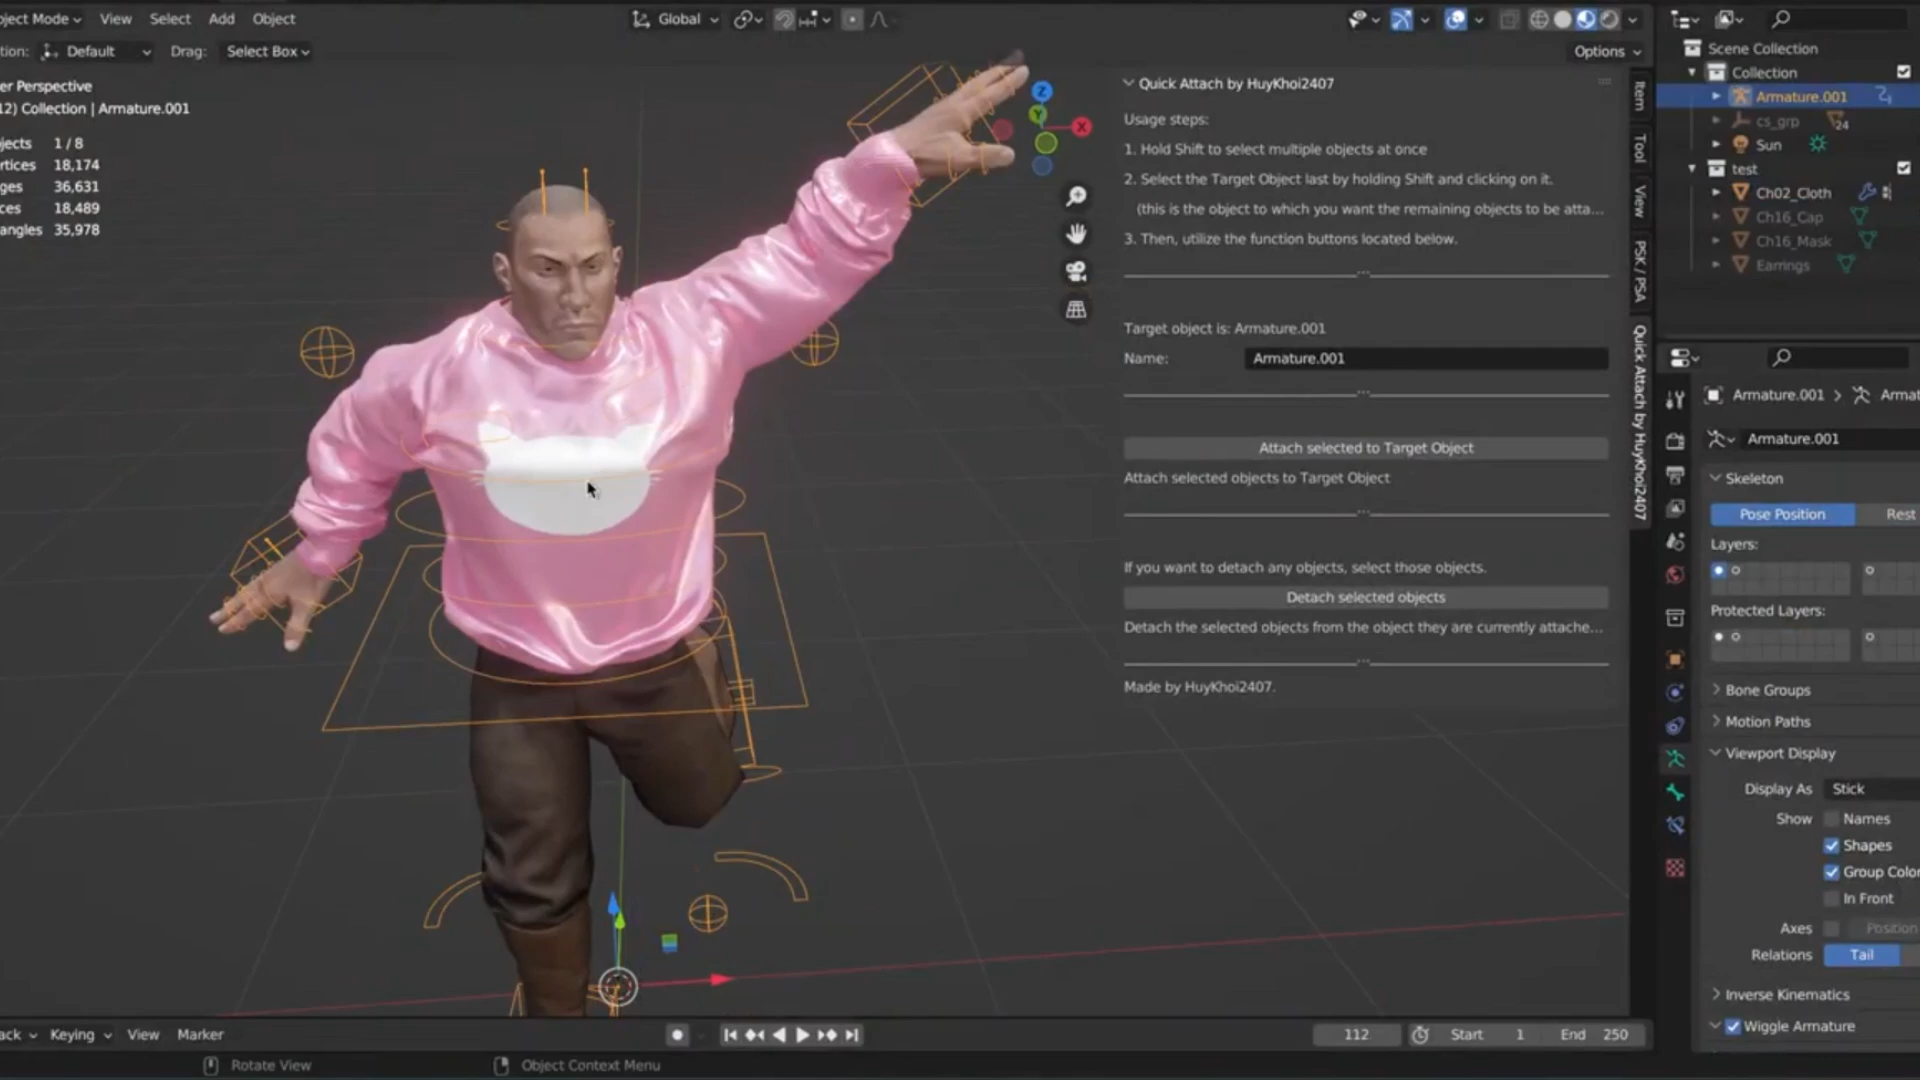 oject Mode
View
Select
Add
Object
Global
tion:
Default
Drag:
Select Box
Options
er Perspective
12) Collection | Armature.001
jects 1 / 8
rtices 18,174
ges 36,631
ces 18,489
angles 35,978
Z
Y
X
Quick Attach by HuyKhoi2407
Usage steps:
1. Hold Shift to select multiple objects at once
2. Select the Target Object last by holding Shift and clicking on it.
(this is the object to which you want the remaining objects to be atta...
3. Then, utilize the function buttons located below.
Target object is: Armature.001
Name: Armature.001
Attach selected to Target Object
Attach selected objects to Target Object
If you want to detach any objects, select those objects.
Detach selected objects
Detach the selected objects from the object they are currently attache...
Made by HuyKhoi2407.
Item
Tool
View
PSK / PSA
Quick Attach by HuyKhoi2407
Scene Collection
Collection
Armature.001
cs_grp 24
Sun
test
Ch02_Cloth
Ch16_Cap
Ch16_Mask
Earrings
Armature.001 > Armat
Armature.001
Skeleton
Pose Position
Rest
Layers:
Protected Layers:
Bone Groups
Motion Paths
Viewport Display
Display As Stick
Show Names
Shapes
Group Color
In Front
Axes Position
Relations Tail
Inverse Kinematics
Wiggle Armature
ack
Keying
View
Marker
112
Start 1
End 250
Rotate View
Object Context Menu